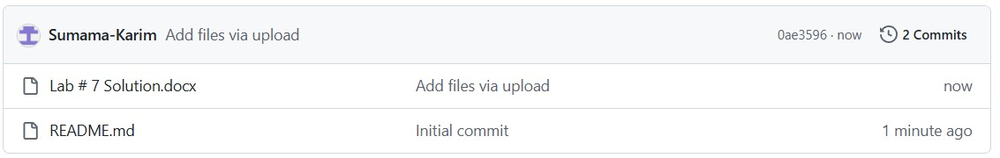 Sumama-Karim Add files via upload 0ae3596 · now 2 Commits
Lab # 7 Solution.docx Add files via upload now
README.md Initial commit 1 minute ago